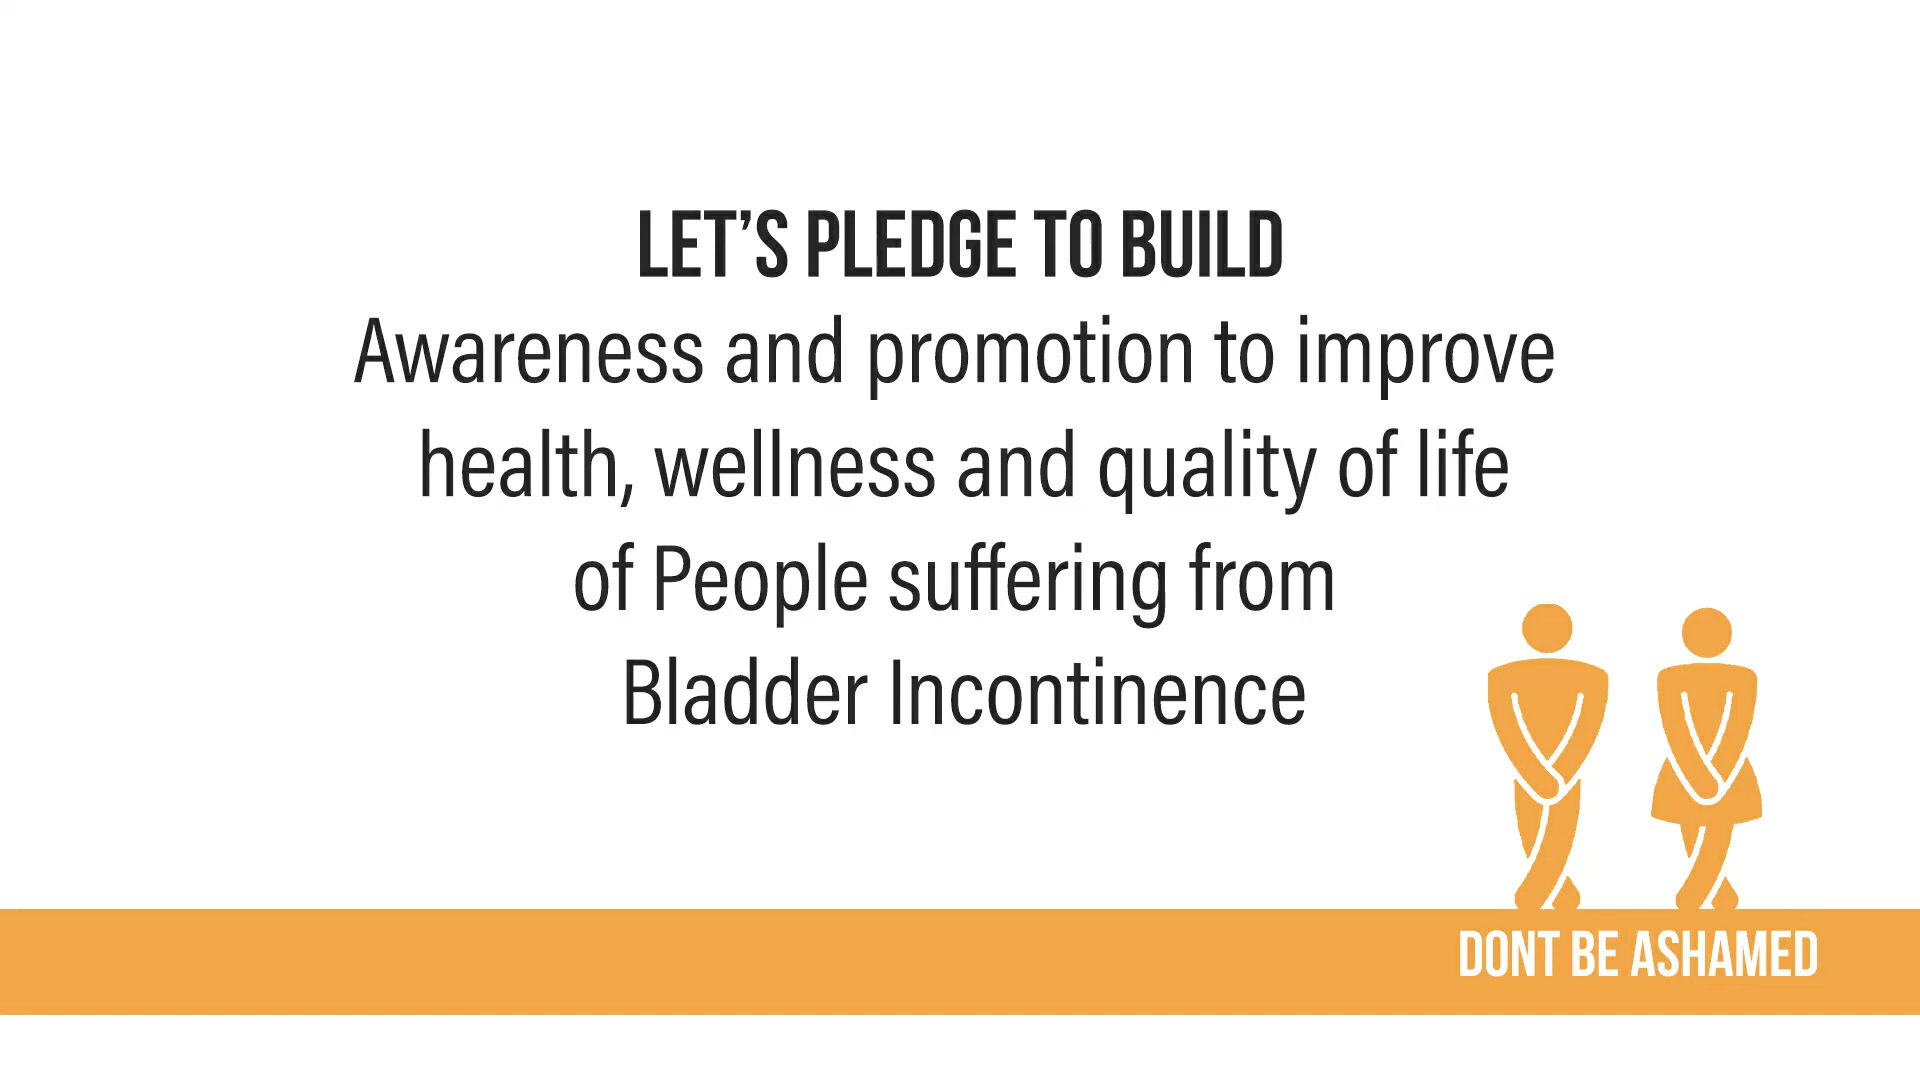 LET’S PLEDGE TO BUILD
Awareness and promotion to improve
health, wellness and quality of life
of People suffering from
Bladder Incontinence
DONT BE ASHAMED